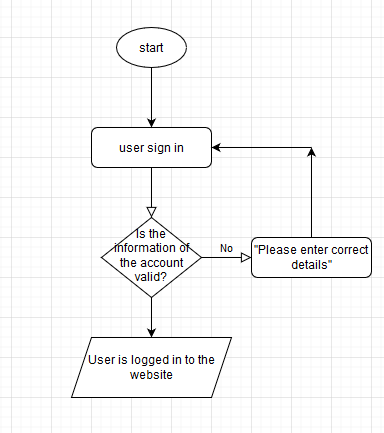 start
user sign in
Is the
information of
the account
valid?
No
"Please enter correct
details"
User is logged in to the
website